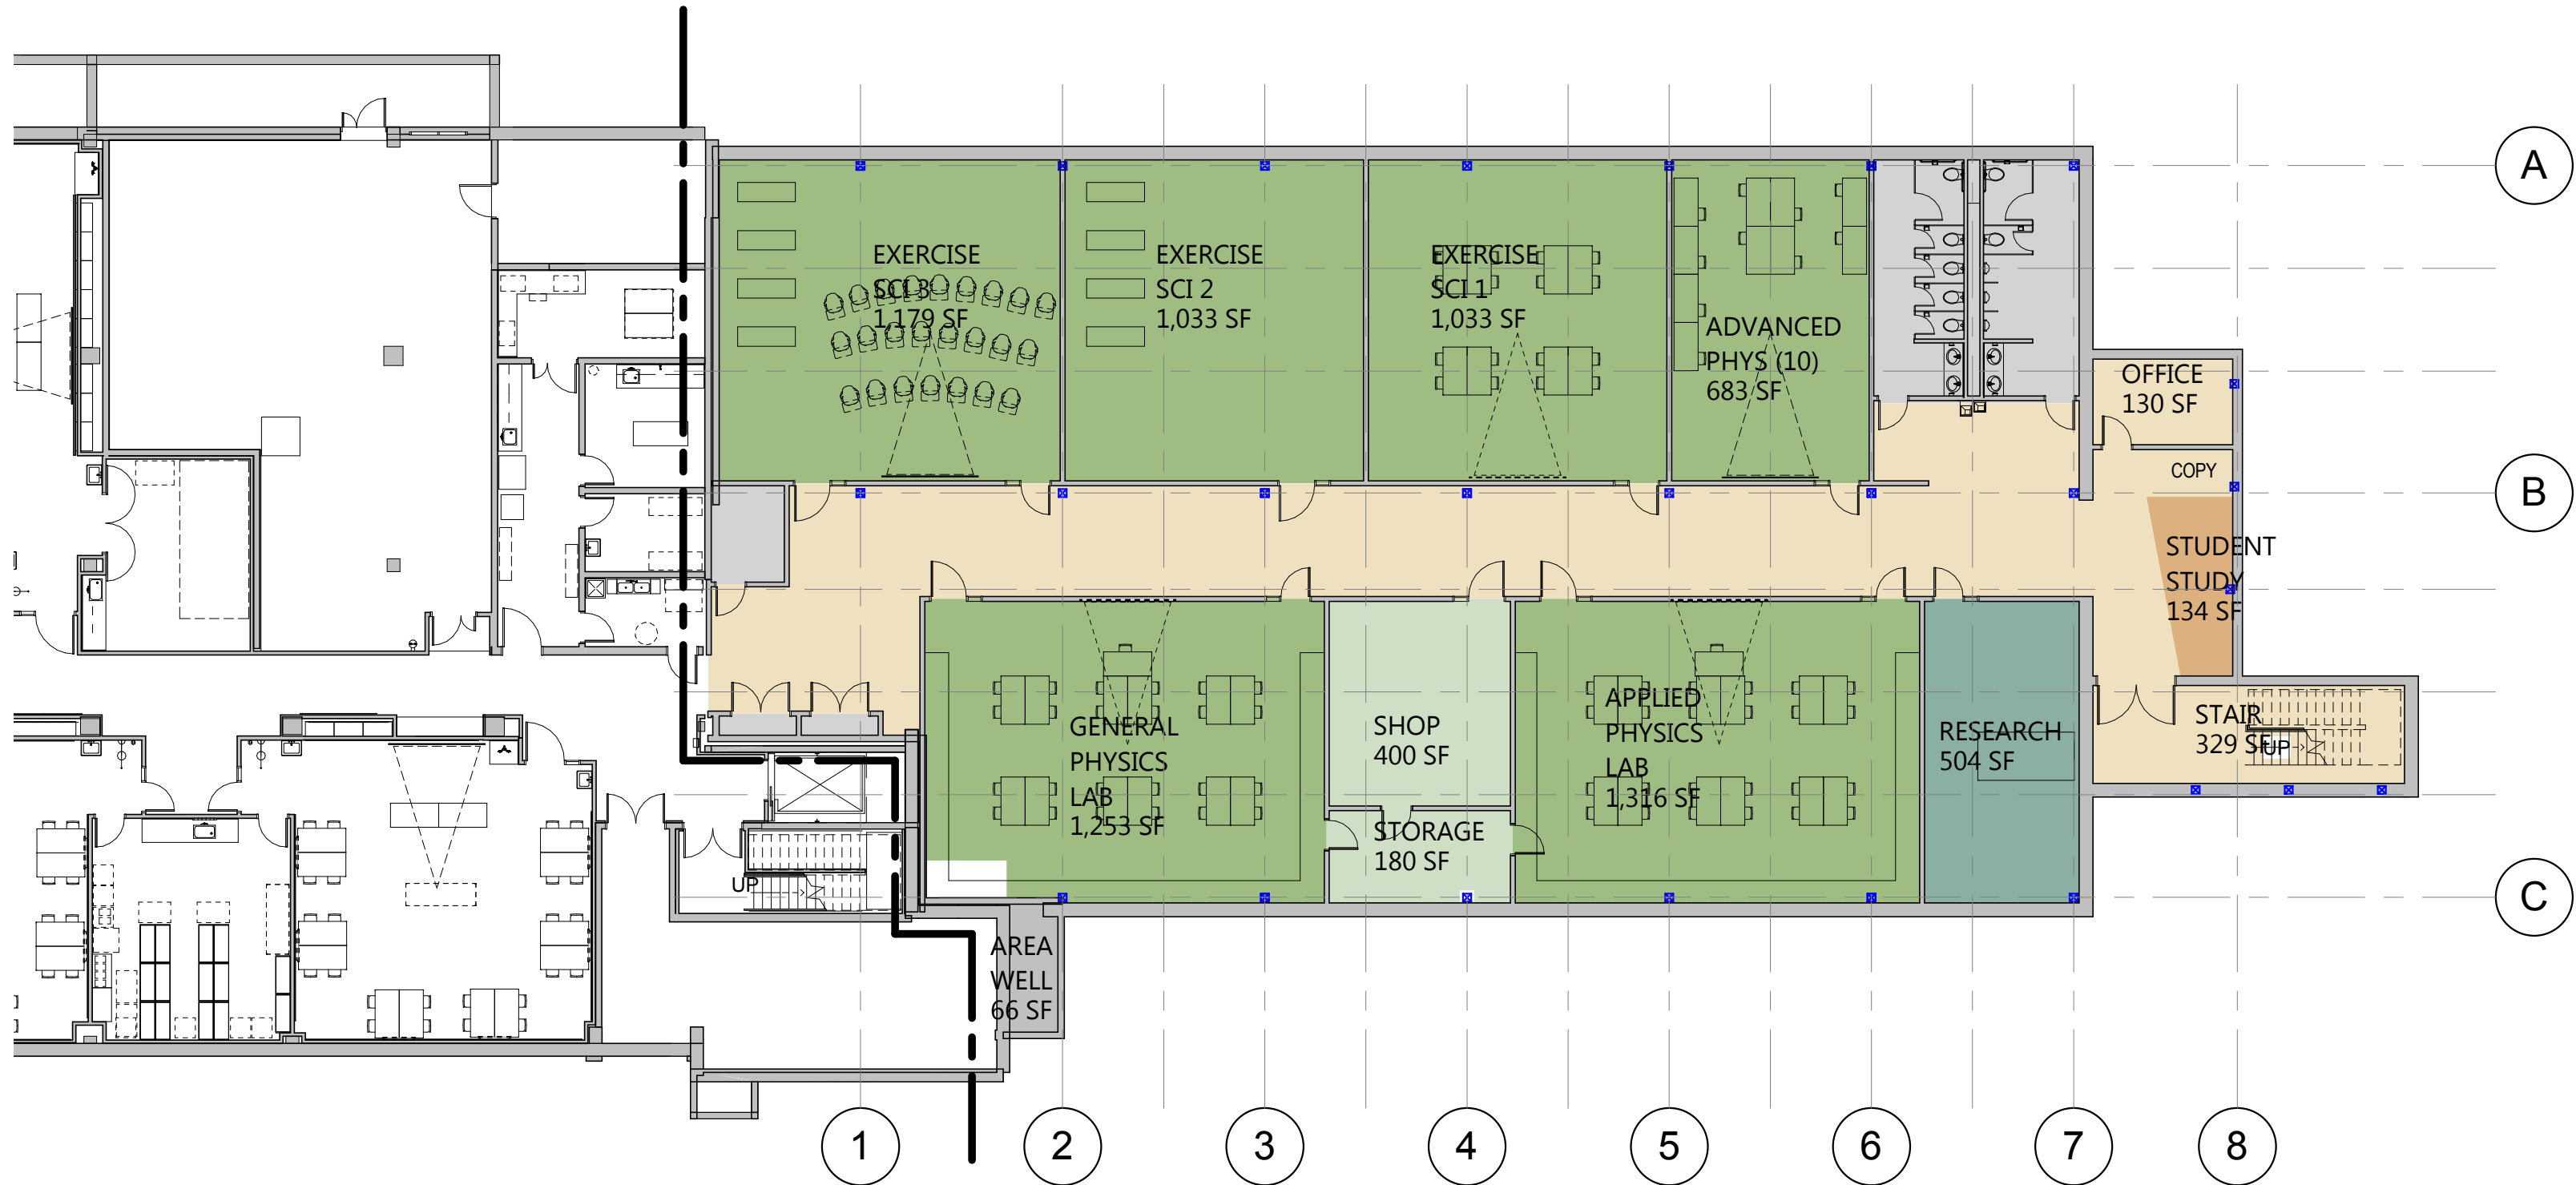 A
EXERCISE
SCI 3
1,179 SF
EXERCISE
SCI 2
1,033 SF
EXERCISE
SCI 1
1,033 SF
ADVANCED
PHYS (10)
683 SF
OFFICE
130 SF
COPY
B
STUDENT
STUDY
134 SF
GENERAL
PHYSICS
LAB
1,253 SF
SHOP
400 SF
APPLIED
PHYSICS
LAB
1,316 SF
RESEARCH
504 SF
STAIR
329 SF
UP
STORAGE
180 SF
UP
C
AREA
WELL
66 SF
1
2
3
4
5
6
7
8